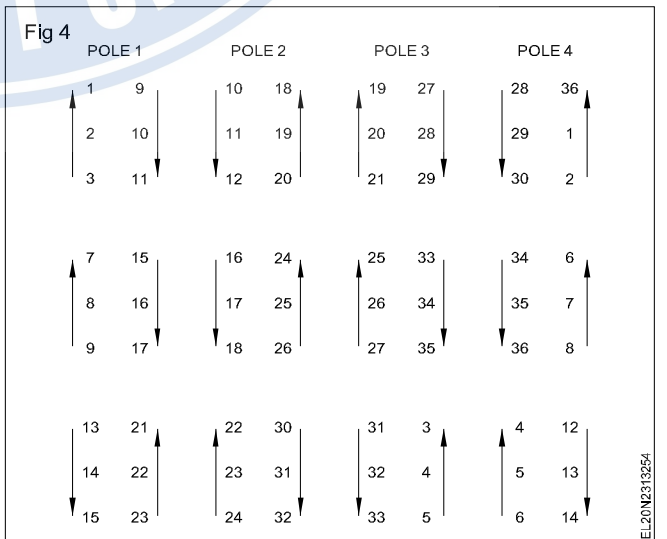 Fig 4
POLE 1 POLE 2 POLE 3 POLE 4
1 9 10 18 19 27 28 36
2 10 11 19 20 28 29 1
3 11 12 20 21 29 30 2
7 15 16 24 25 33 34 6
8 16 17 25 26 34 35 7
9 17 18 26 27 35 36 8
13 21 22 30 31 3 4 12
14 22 23 31 32 4 5 13
15 23 24 32 33 5 6 14
EL20N2313254